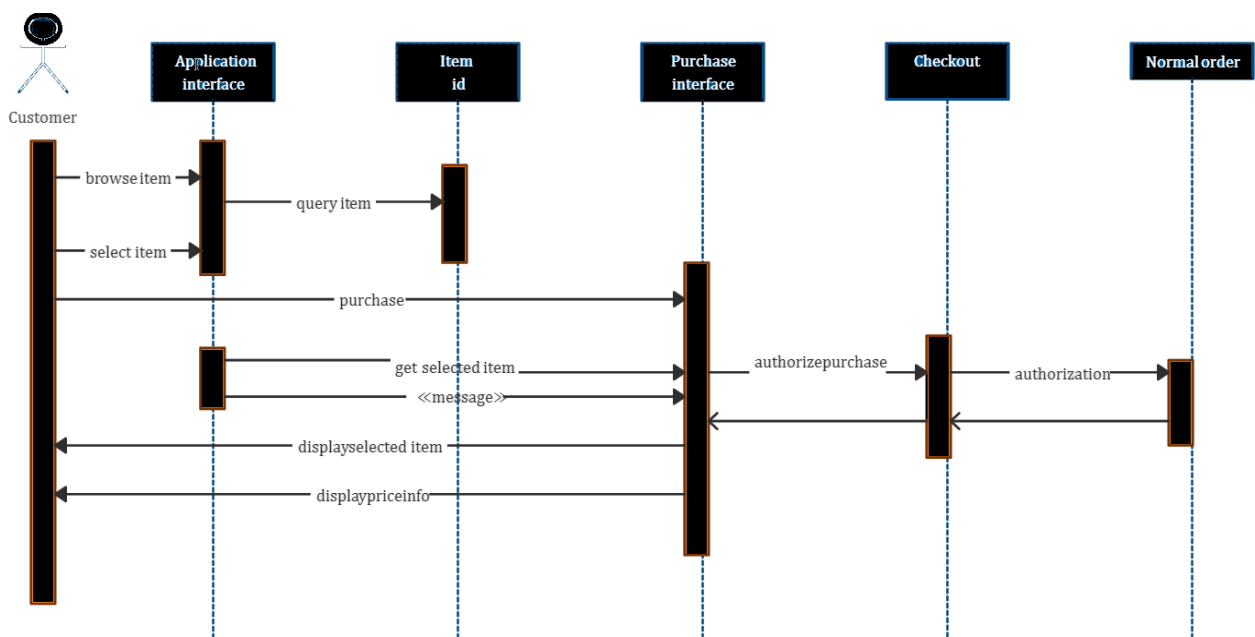 Application
interface
Item
id
Purchase
interface
Checkout
Normal order
Customer
browse item
query item
select item
purchase
get selected item
authorizepurchase
authorization
≪message≫
displayselected item
displaypriceinfo